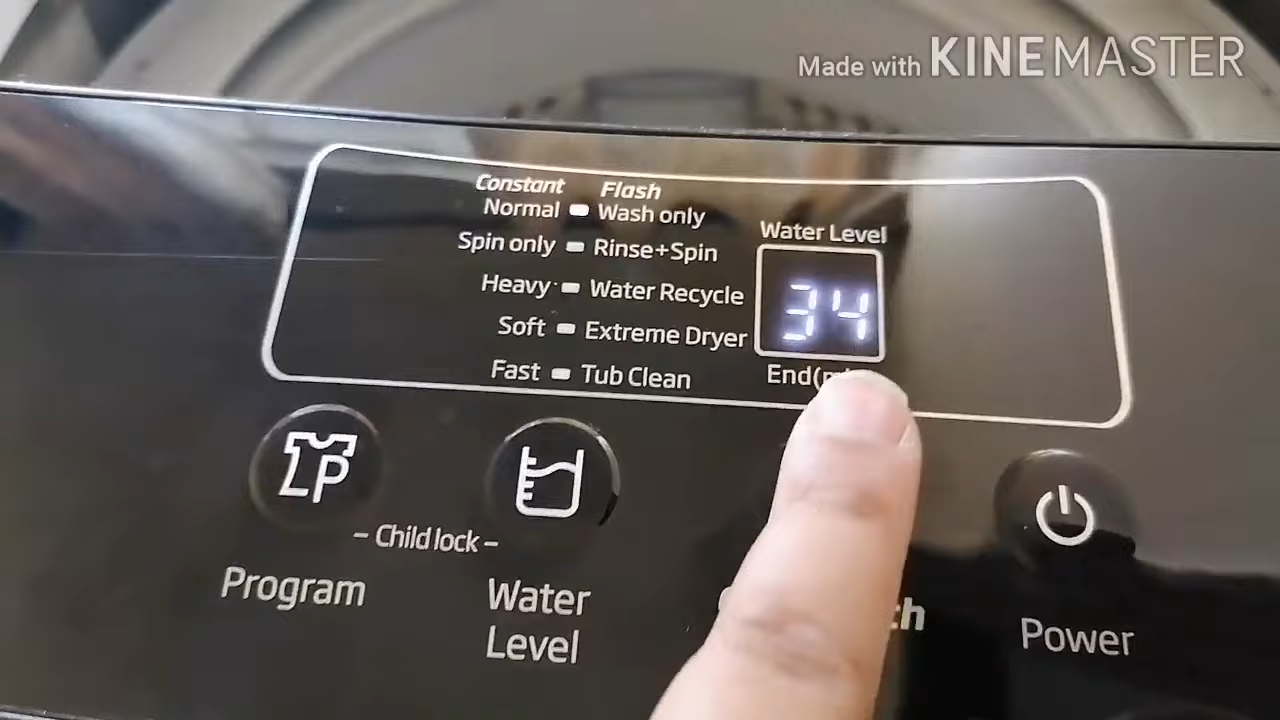 Made with KINEMASTER
Constant Flash
Normal Wash only
Spin only Rinse+Spin
Heavy Water Recycle
Soft Extreme Dryer
Fast Tub Clean
Water Level
34
End(
P
– Child lock –
Program
Water
Level
Power